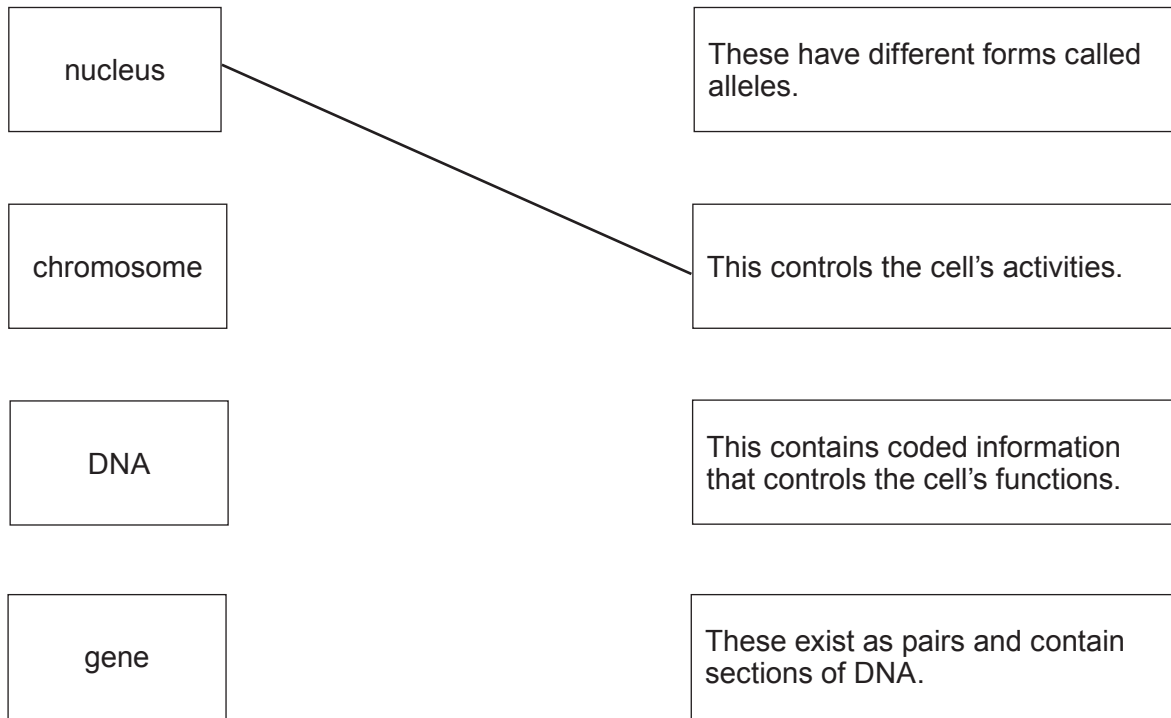 nucleus
These have different forms called
alleles.
chromosome
This controls the cell’s activities.
DNA
This contains coded information
that controls the cell’s functions.
gene
These exist as pairs and contain
sections of DNA.